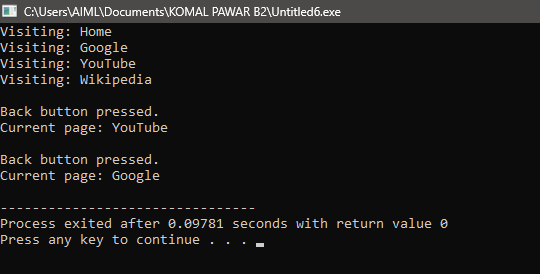 C:\Users\AIML\Documents\KOMAL PAWAR B2\Untitled6.exe
Visiting: Home
Visiting: Google
Visiting: YouTube
Visiting: Wikipedia
Back button pressed.
Current page: YouTube
Back button pressed.
Current page: Google
--------------------------------
Process exited after 0.09781 seconds with return value 0
Press any key to continue . . .